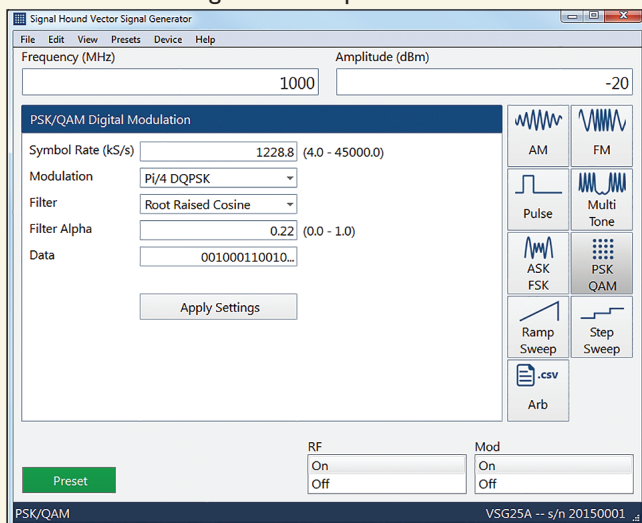 Signal Hound Vector Signal Generator
File Edit View Presets Device Help
Frequency (MHz) Amplitude (dBm)
1000 -20
PSK/QAM Digital Modulation
Symbol Rate (kS/s) 1228.8 (4.0 - 45000.0)
Modulation Pi/4 DQPSK
Filter Root Raised Cosine
Filter Alpha 0.22 (0.0 - 1.0)
Data 001000110010...
Apply Settings
AM FM
Pulse Multi Tone
ASK FSK PSK QAM
Ramp Sweep Step Sweep
.csv
Arb
RF Mod
On On
Off Off
Preset
PSK/QAM VSG25A -- s/n 20150001